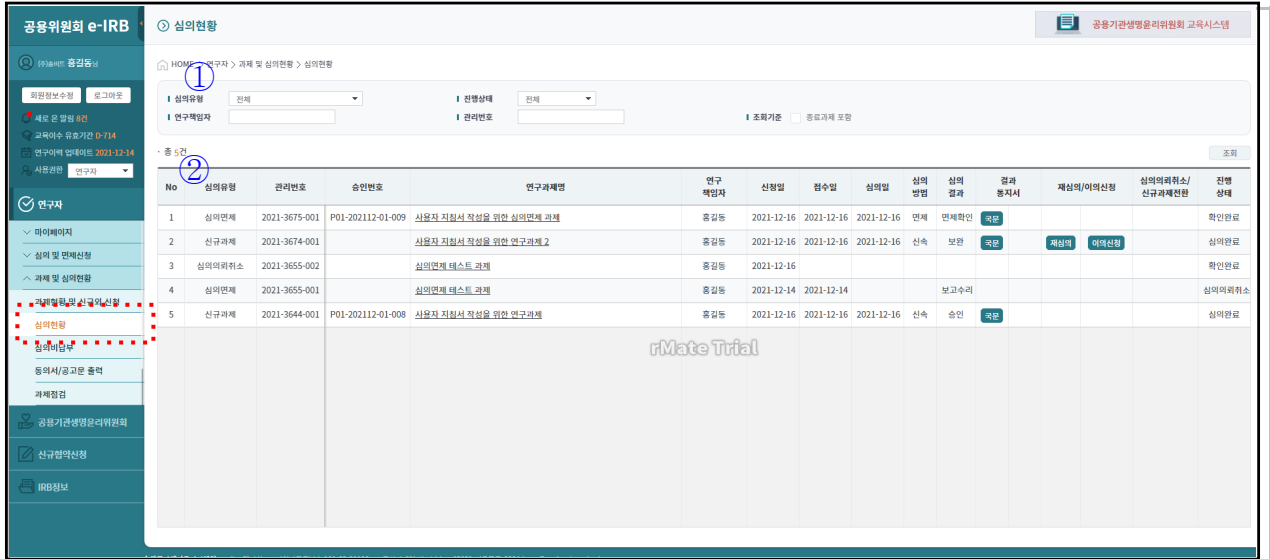 공용위원회 e-IRB
심의현황
공용기관생명윤리위원회 교육시스템
(주)솔비트 홍길동님
HOME > 연구자 > 과제 및 심의현황 > 심의현황
①
회원정보수정 로그아웃
새로 온 알림 8건
교육이수 유효기간 D-714
연구이력 업데이트 2021-12-14
사용권한 연구자
심의유형 전체 진행상태 전체
연구책임자 관리번호 조회기준 종료과제 포함
· 총 5건 조회
②
No 심의유형 관리번호 승인번호 연구과제명 연구 책임자 신청일 접수일 심의일 심의 방법 심의 결과 결과 통지서 재심의/이의신청 심의의뢰취소/ 신규과제전환 진행 상태
1 심의면제 2021-3675-001 P01-202112-01-009 사용자 지침서 작성을 위한 심의면제 과제 홍길동 2021-12-16 2021-12-16 2021-12-16 면제 면제확인 국문 확인완료
2 신규과제 2021-3674-001 사용자 지침서 작성을 위한 연구과제 2 홍길동 2021-12-16 2021-12-16 2021-12-16 신속 보완 국문 재심의 이의신청 심의완료
3 심의의뢰취소 2021-3655-002 심의면제 테스트 과제 홍길동 2021-12-16 확인완료
4 심의면제 2021-3655-001 심의면제 테스트 과제 홍길동 2021-12-14 2021-12-14 보고수리 심의의뢰취소
5 신규과제 2021-3644-001 P01-202112-01-008 사용자 지침서 작성을 위한 연구과제 홍길동 2021-12-16 2021-12-16 2021-12-16 신속 승인 국문 심의완료
rMate Trial
연구자
마이페이지
심의 및 면제신청
과제 및 심의현황
과제현황 및 신규외 신청
심의현황
심의비납부
동의서/공고문 출력
과제점검
공용기관생명윤리위원회
신규협약신청
IRB정보